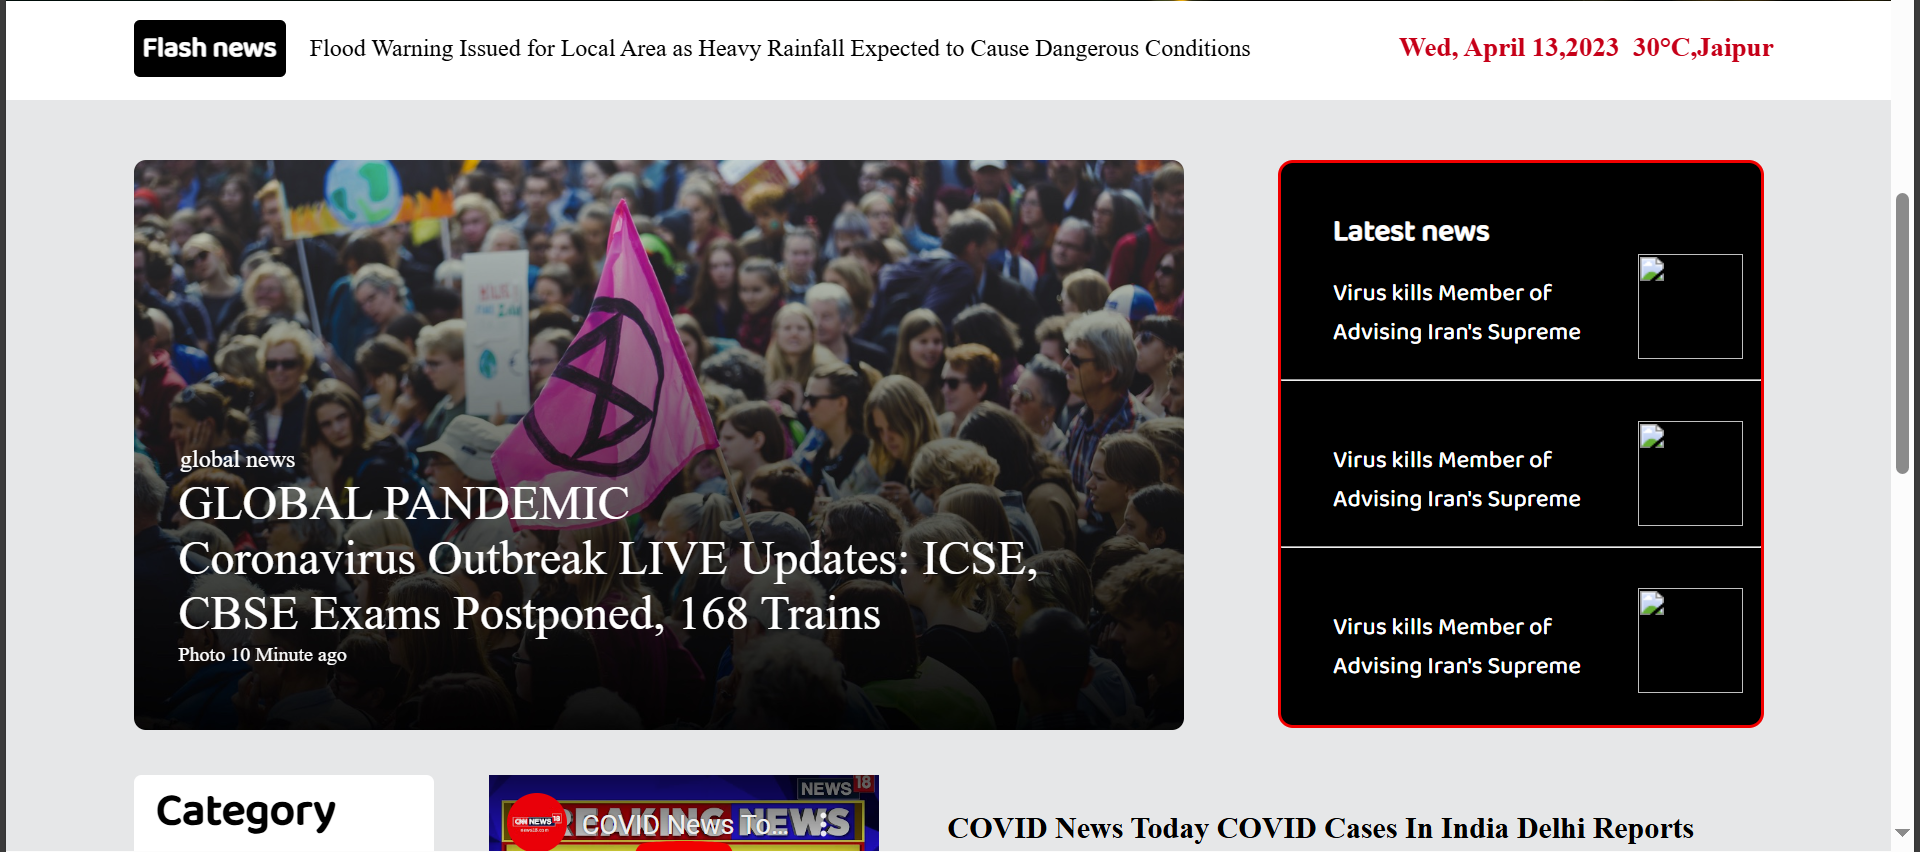 Flash news
Flood Warning Issued for Local Area as Heavy Rainfall Expected to Cause Dangerous Conditions
Wed, April 13,2023 30°C,Jaipur
global news
GLOBAL PANDEMIC
Coronavirus Outbreak LIVE Updates: ICSE,
CBSE Exams Postponed, 168 Trains
Photo 10 Minute ago
Latest news
Virus kills Member of
Advising Iran's Supreme
Virus kills Member of
Advising Iran's Supreme
Virus kills Member of
Advising Iran's Supreme
Category
NEWS 18
BREAKING NEWS
CNN NEWS 18
COVID News To...
COVID News Today COVID Cases In India Delhi Reports